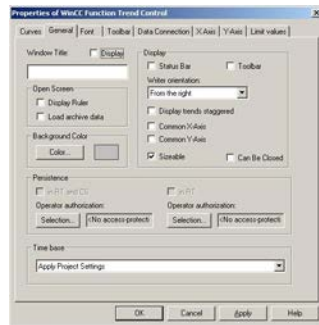 Properties of WinCC Function Trend Control
Curves General Font Toolbar Data Connection X Axis Y-Axis Limit values
Window Title: Display
Display
Status Bar Toolbar
Writer orientation:
From the right
Open Screen
Display Ruler
Load archive data
Display trends staggered
Common X-Axis
Common Y-Axis
Background Color
Color...
Sizeable Can Be Closed
Persistence
in RT and CS in RT
Operator authorization: Operator authorization:
Selection... <No access-protecti Selection... <No access-protecti
Time base
Apply Project Settings
OK Cancel Apply Help